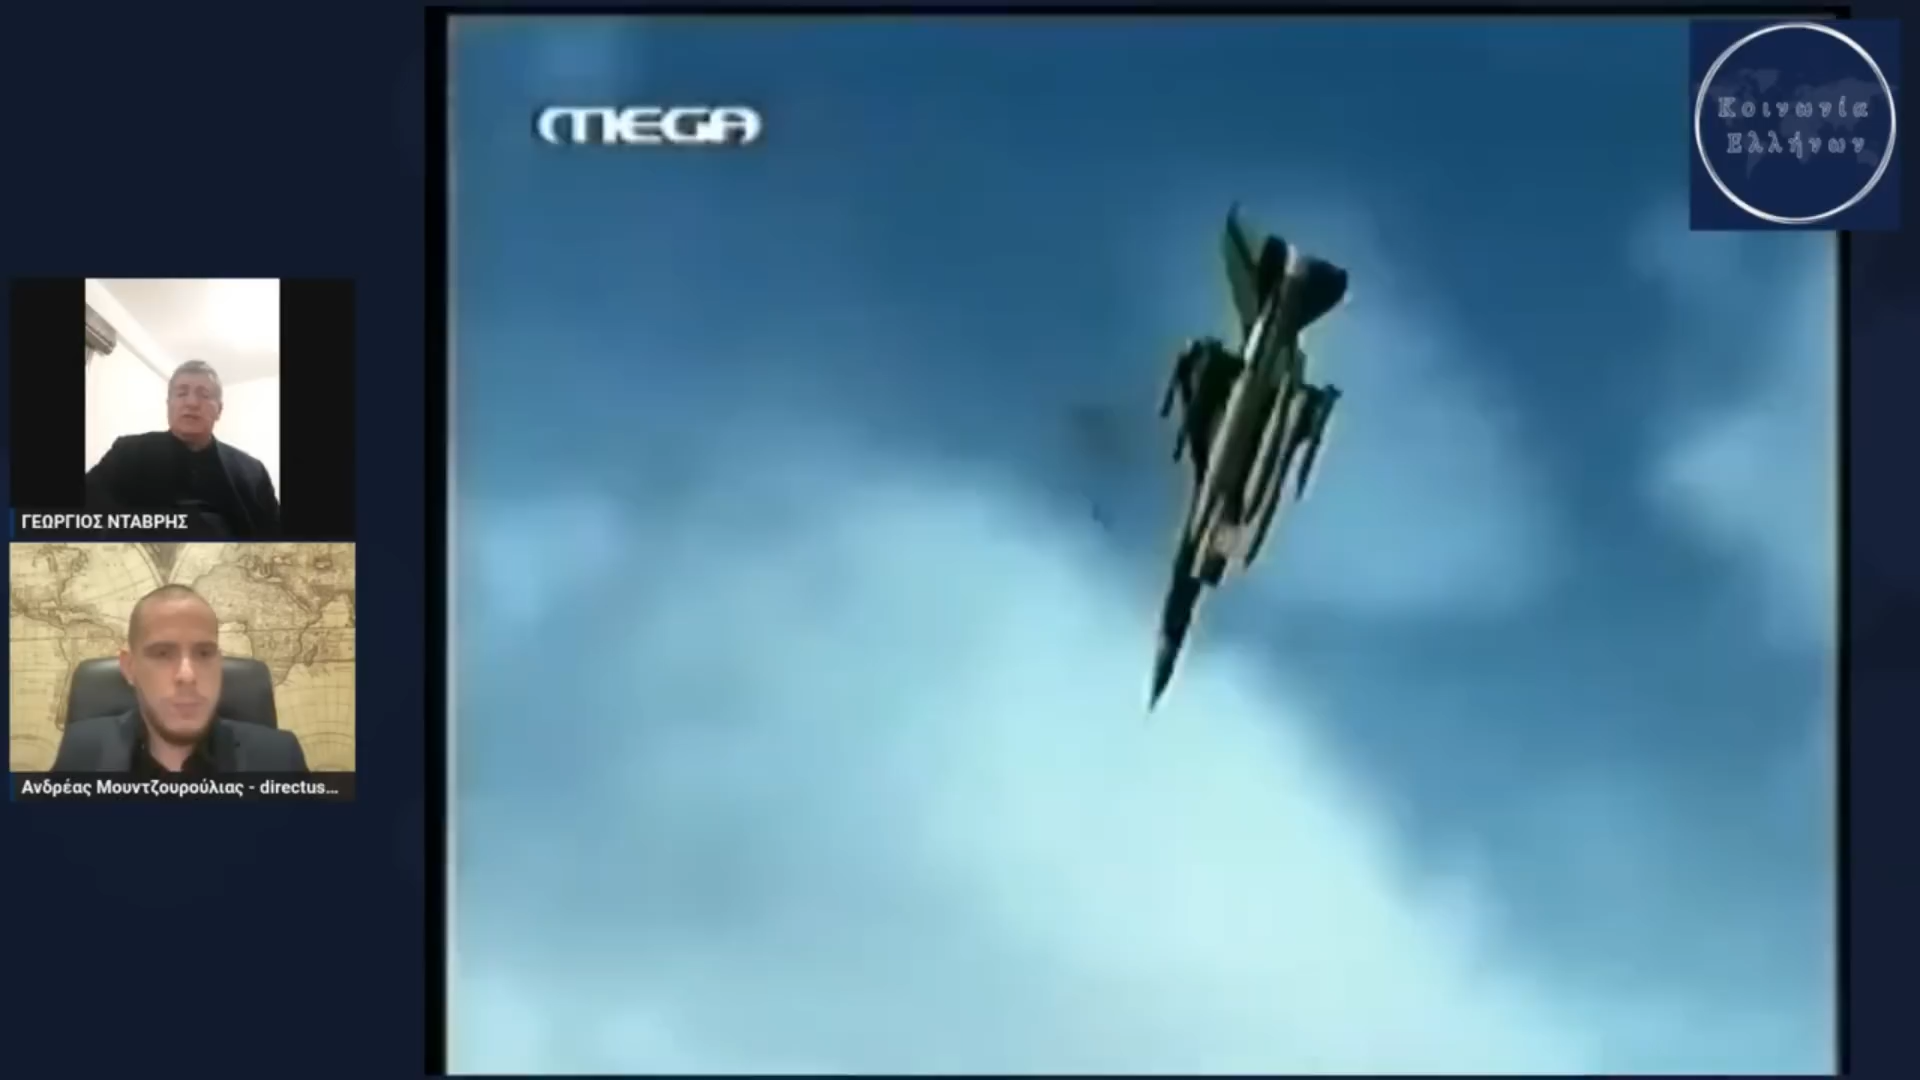 MEGA
Κοινωνία
Ελλήνων
ΓΕΩΡΓΙΟΣ ΝΤΑΒΡΗΣ
Ανδρέας Μουντζουρούλιας - directus...